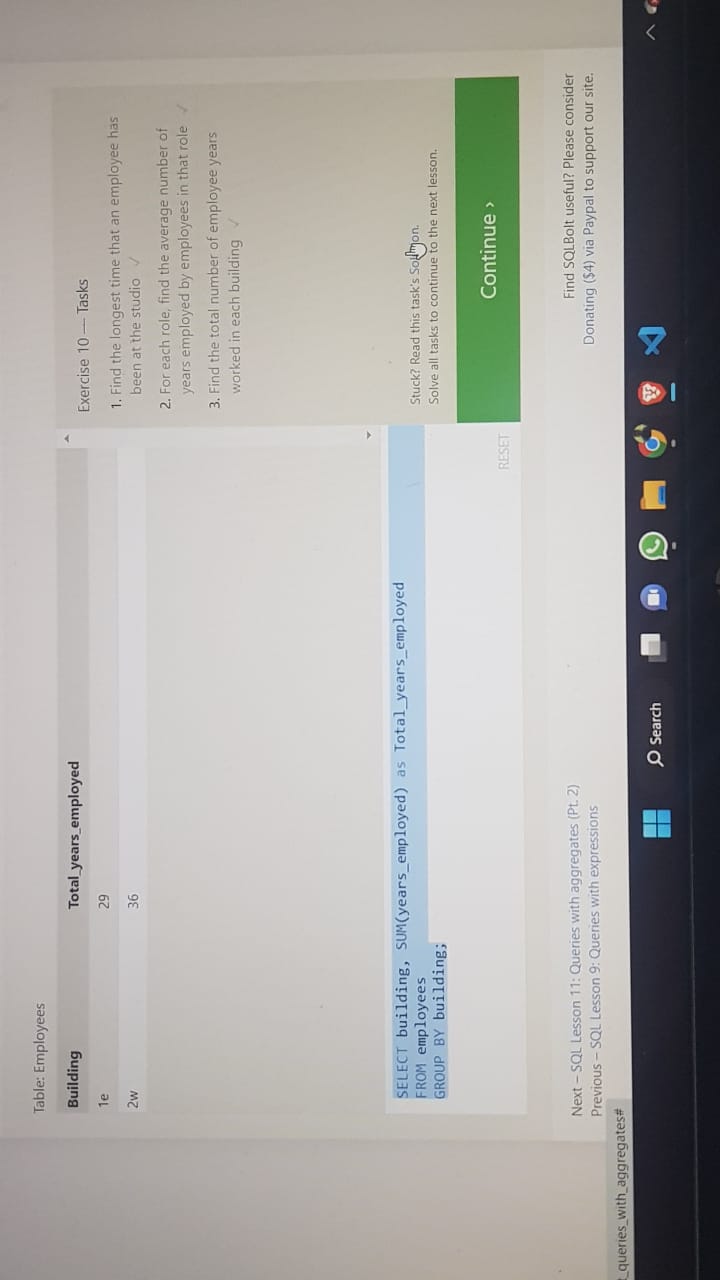 Table: Employees
Building Total_years_employed
1e 29
2w 36
Exercise 10 — Tasks
1. Find the longest time that an employee has
been at the studio ✓
2. For each role, find the average number of
years employed by employees in that role ✓
3. Find the total number of employee years
worked in each building ✓
SELECT building, SUM(years_employed) as Total_years_employed
FROM employees
GROUP BY building;
RESET
Stuck? Read this task's
Solve all tasks to continue to the next lesson.
Continue ›
Next – SQL Lesson 11: Queries with aggregates (Pt. 2)
Previous – SQL Lesson 9: Queries with expressions
Find SQLBolt useful? Please consider
Donating ($4) via Paypal to support our site.
_queries_with_aggregates#
Search